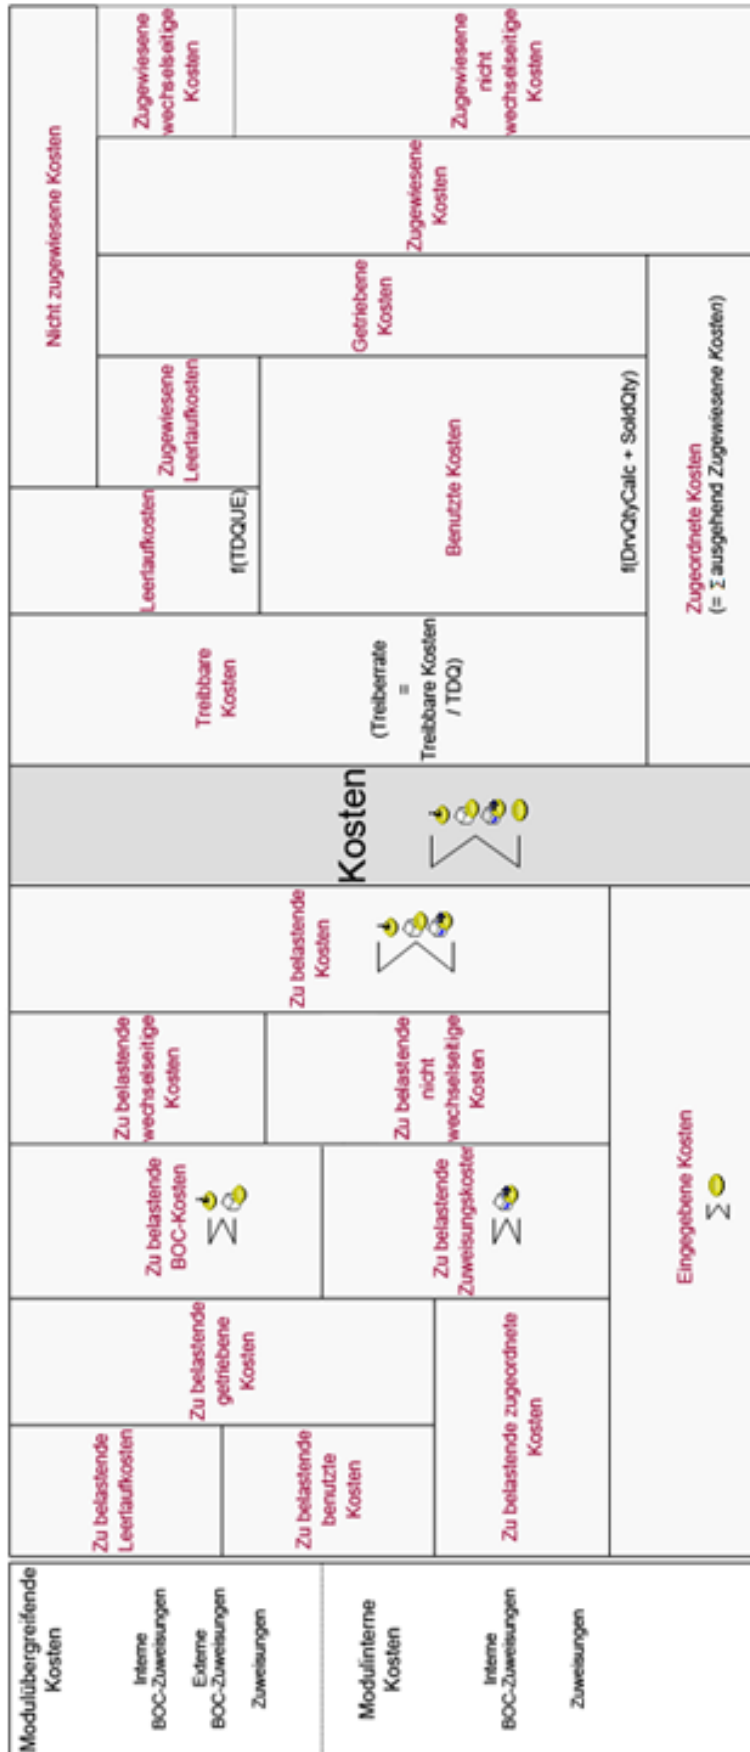 Modulübergreifende
Kosten
Interne
BOC-Zuweisungen
Externe
BOC-Zuweisungen
Zuweisungen
Modulinterne
Kosten
Interne
BOC-Zuweisungen
Zuweisungen
Zu belastende
Leerlaufkosten
Zu belastende
benutzte
Kosten
Zu belastende
getriebene
Kosten
Zu belastende zugeordnete
Kosten
Zu belastende
BOC-Kosten
Σ
Zu belastende
Zuweisungskosten
Σ
Zu belastende
wechselseitige
Kosten
Zu belastende
nicht
wechselseitige
Kosten
Zu belastende
Kosten
Σ
Eingegebene Kosten
Σ
Kosten
Σ
Treibbare
Kosten
(Treiberrate
=
Treibbare Kosten
/ TDQ)
Leerlaufkosten
f(TDQUE)
Zugewiesene
Leerlaufkosten
Benutzte Kosten
f(DrvQtyCalc + SoldQty)
Getriebene
Kosten
Zugeordnete Kosten
(= Σ ausgehend Zugewiesene Kosten)
Nicht zugewiesene Kosten
Zugewiesene
Kosten
Zugewiesene
wechselseitige
Kosten
Zugewiesene
nicht
wechselseitige
Kosten